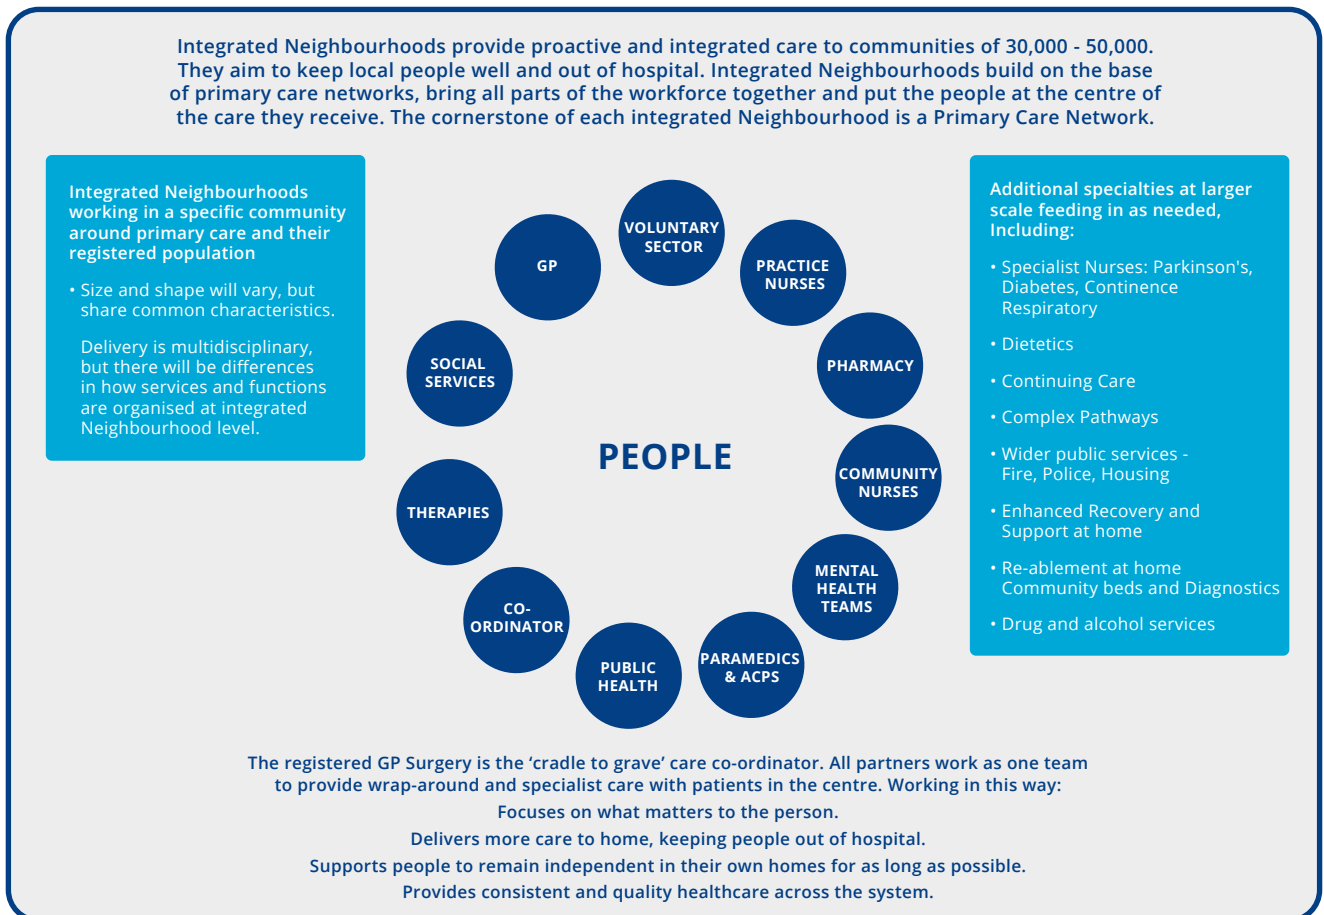 Integrated Neighbourhoods provide proactive and integrated care to communities of 30,000 - 50,000.
They aim to keep local people well and out of hospital. Integrated Neighbourhoods build on the base
of primary care networks, bring all parts of the workforce together and put the people at the centre of
the care they receive. The cornerstone of each integrated Neighbourhood is a Primary Care Network.
Integrated Neighbourhoods
working in a specific community
around primary care and their
registered population
• Size and shape will vary, but
share common characteristics.
Delivery is multidisciplinary,
but there will be differences
in how services and functions
are organised at integrated
Neighbourhood level.
VOLUNTARY
SECTOR
PRACTICE
NURSES
PHARMACY
COMMUNITY
NURSES
MENTAL
HEALTH
TEAMS
PARAMEDICS
& ACPS
PUBLIC
HEALTH
CO-
ORDINATOR
THERAPIES
SOCIAL
SERVICES
GP
PEOPLE
Additional specialties at larger
scale feeding in as needed,
Including:
• Specialist Nurses: Parkinson's,
Diabetes, Continence
Respiratory
• Dietetics
• Continuing Care
• Complex Pathways
• Wider public services -
Fire, Police, Housing
• Enhanced Recovery and
Support at home
• Re-ablement at home
Community beds and Diagnostics
• Drug and alcohol services
The registered GP Surgery is the ‘cradle to grave’ care co-ordinator. All partners work as one team
to provide wrap-around and specialist care with patients in the centre. Working in this way:
Focuses on what matters to the person.
Delivers more care to home, keeping people out of hospital.
Supports people to remain independent in their own homes for as long as possible.
Provides consistent and quality healthcare across the system.